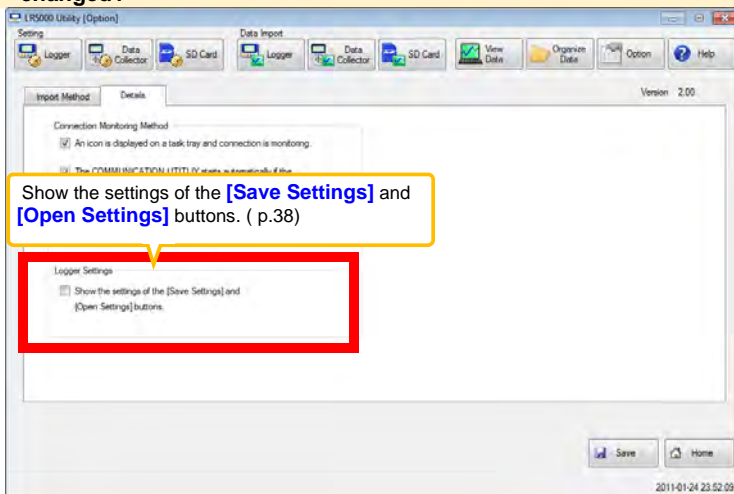 changed?
LR5000 Utility [Option]
Setting
Data Import
Logger
Data Collector
SD Card
Logger
Data Collector
SD Card
View Data
Organize Data
Option
Help
Import Method
Details
Version 2.00
Connection Monitoring Method
An icon is displayed on a task tray and connection is monitoring.
The COMMUNICATION UTITLIY starts automatically if the
Show the settings of the [Save Settings] and
[Open Settings] buttons. ( p.38)
Logger Settings
Show the settings of the [Save Settings] and
[Open Settings] buttons.
Save
Home
2011-01-24 23:52:09